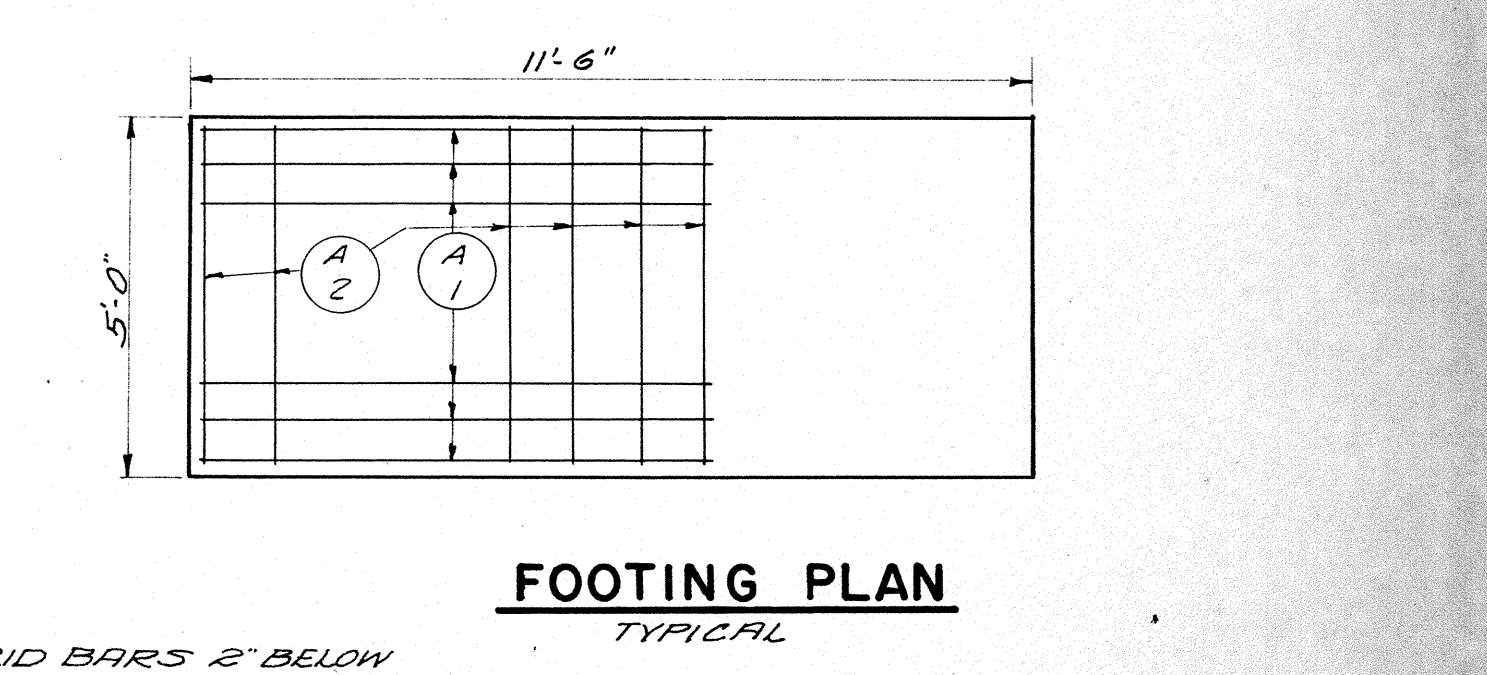 11'-6"
5'-0"
A
2
A
1
FOOTING PLAN
TYPICAL
BARS 2" BELOW